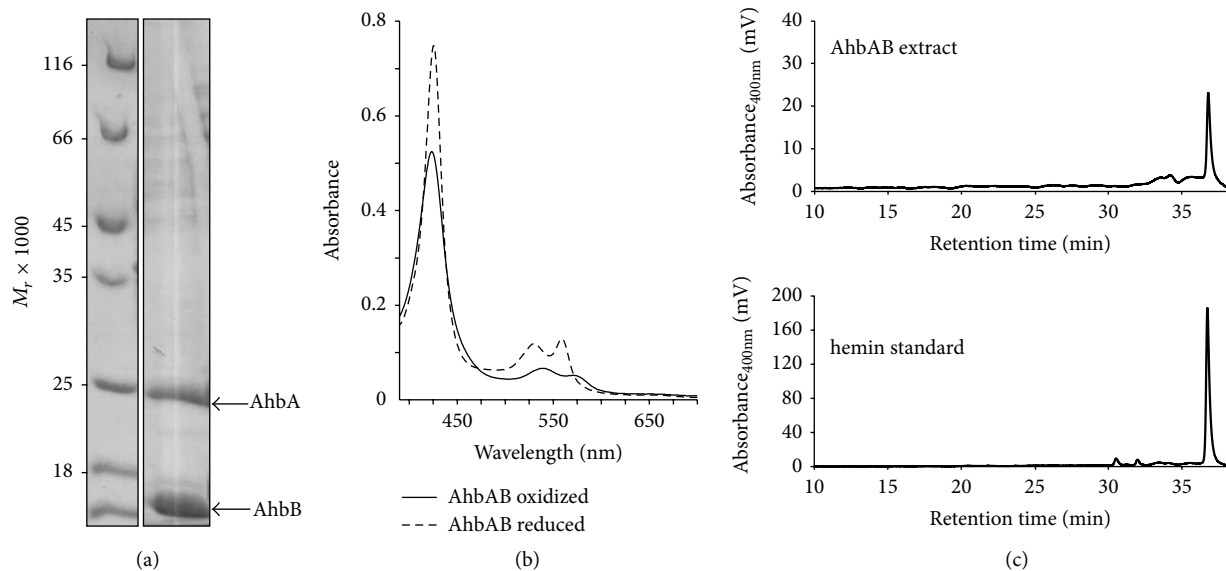 116
66
45
35
25
18
M_r × 1000
AhbA
AhbB
(a)
0.8
0.6
0.4
0.2
0
Absorbance
450
550
650
Wavelength (nm)
AhbAB oxidized
AhbAB reduced
(b)
40
30
20
10
0
Absorbance400nm (mV)
AhbAB extract
10 15 20 25 30 35
Retention time (min)
200
160
120
80
40
0
Absorbance400nm (mV)
hemin standard
10 15 20 25 30 35
Retention time (min)
(c)